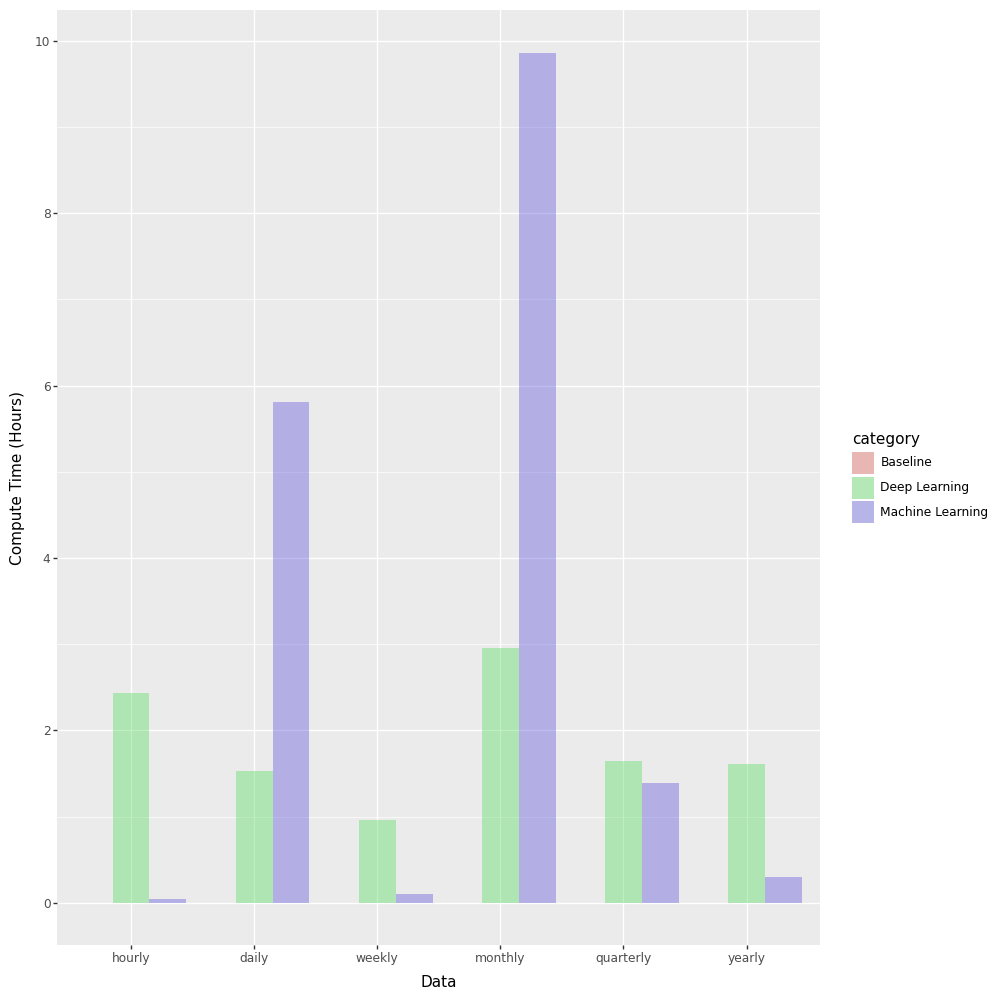 10
8
6
4
2
0
Compute Time (Hours)
hourly
daily
weekly
monthly
quarterly
yearly
Data
category
Baseline
Deep Learning
Machine Learning